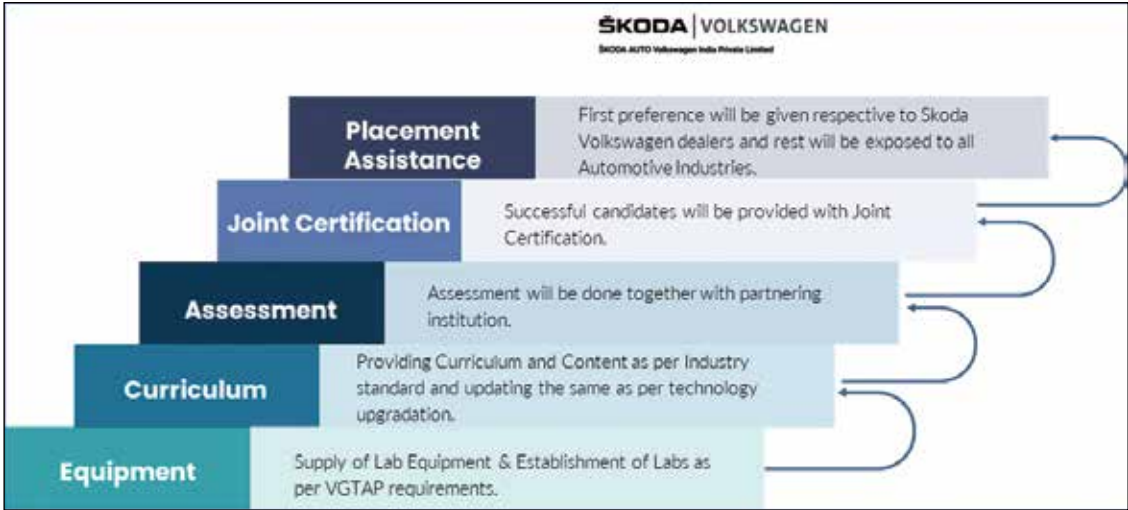 ŠKODA | VOLKSWAGEN
ŠKODA AUTO Volkswagen India Private Limited
Placement
Assistance
First preference will be given respective to Skoda
Volkswagen dealers and rest will be exposed to all
Automotive Industries.
Joint Certification
Successful candidates will be provided with Joint
Certification.
Assessment
Assessment will be done together with partnering
institution.
Curriculum
Providing Curriculum and Content as per Industry
standard and updating the same as per technology
upgradation.
Equipment
Supply of Lab Equipment & Establishment of Labs as
per VGTAP requirements.